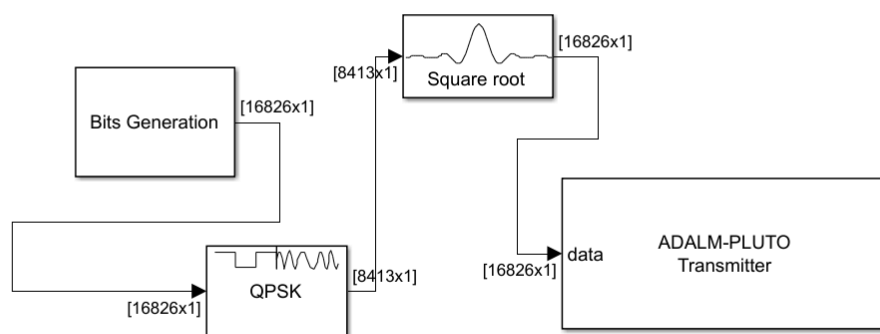 [16826x1]
[8413x1]
Square root
[16826x1]
Bits Generation
ADALM-PLUTO
Transmitter
data
[16826x1]
[8413x1]
QPSK
[16826x1]